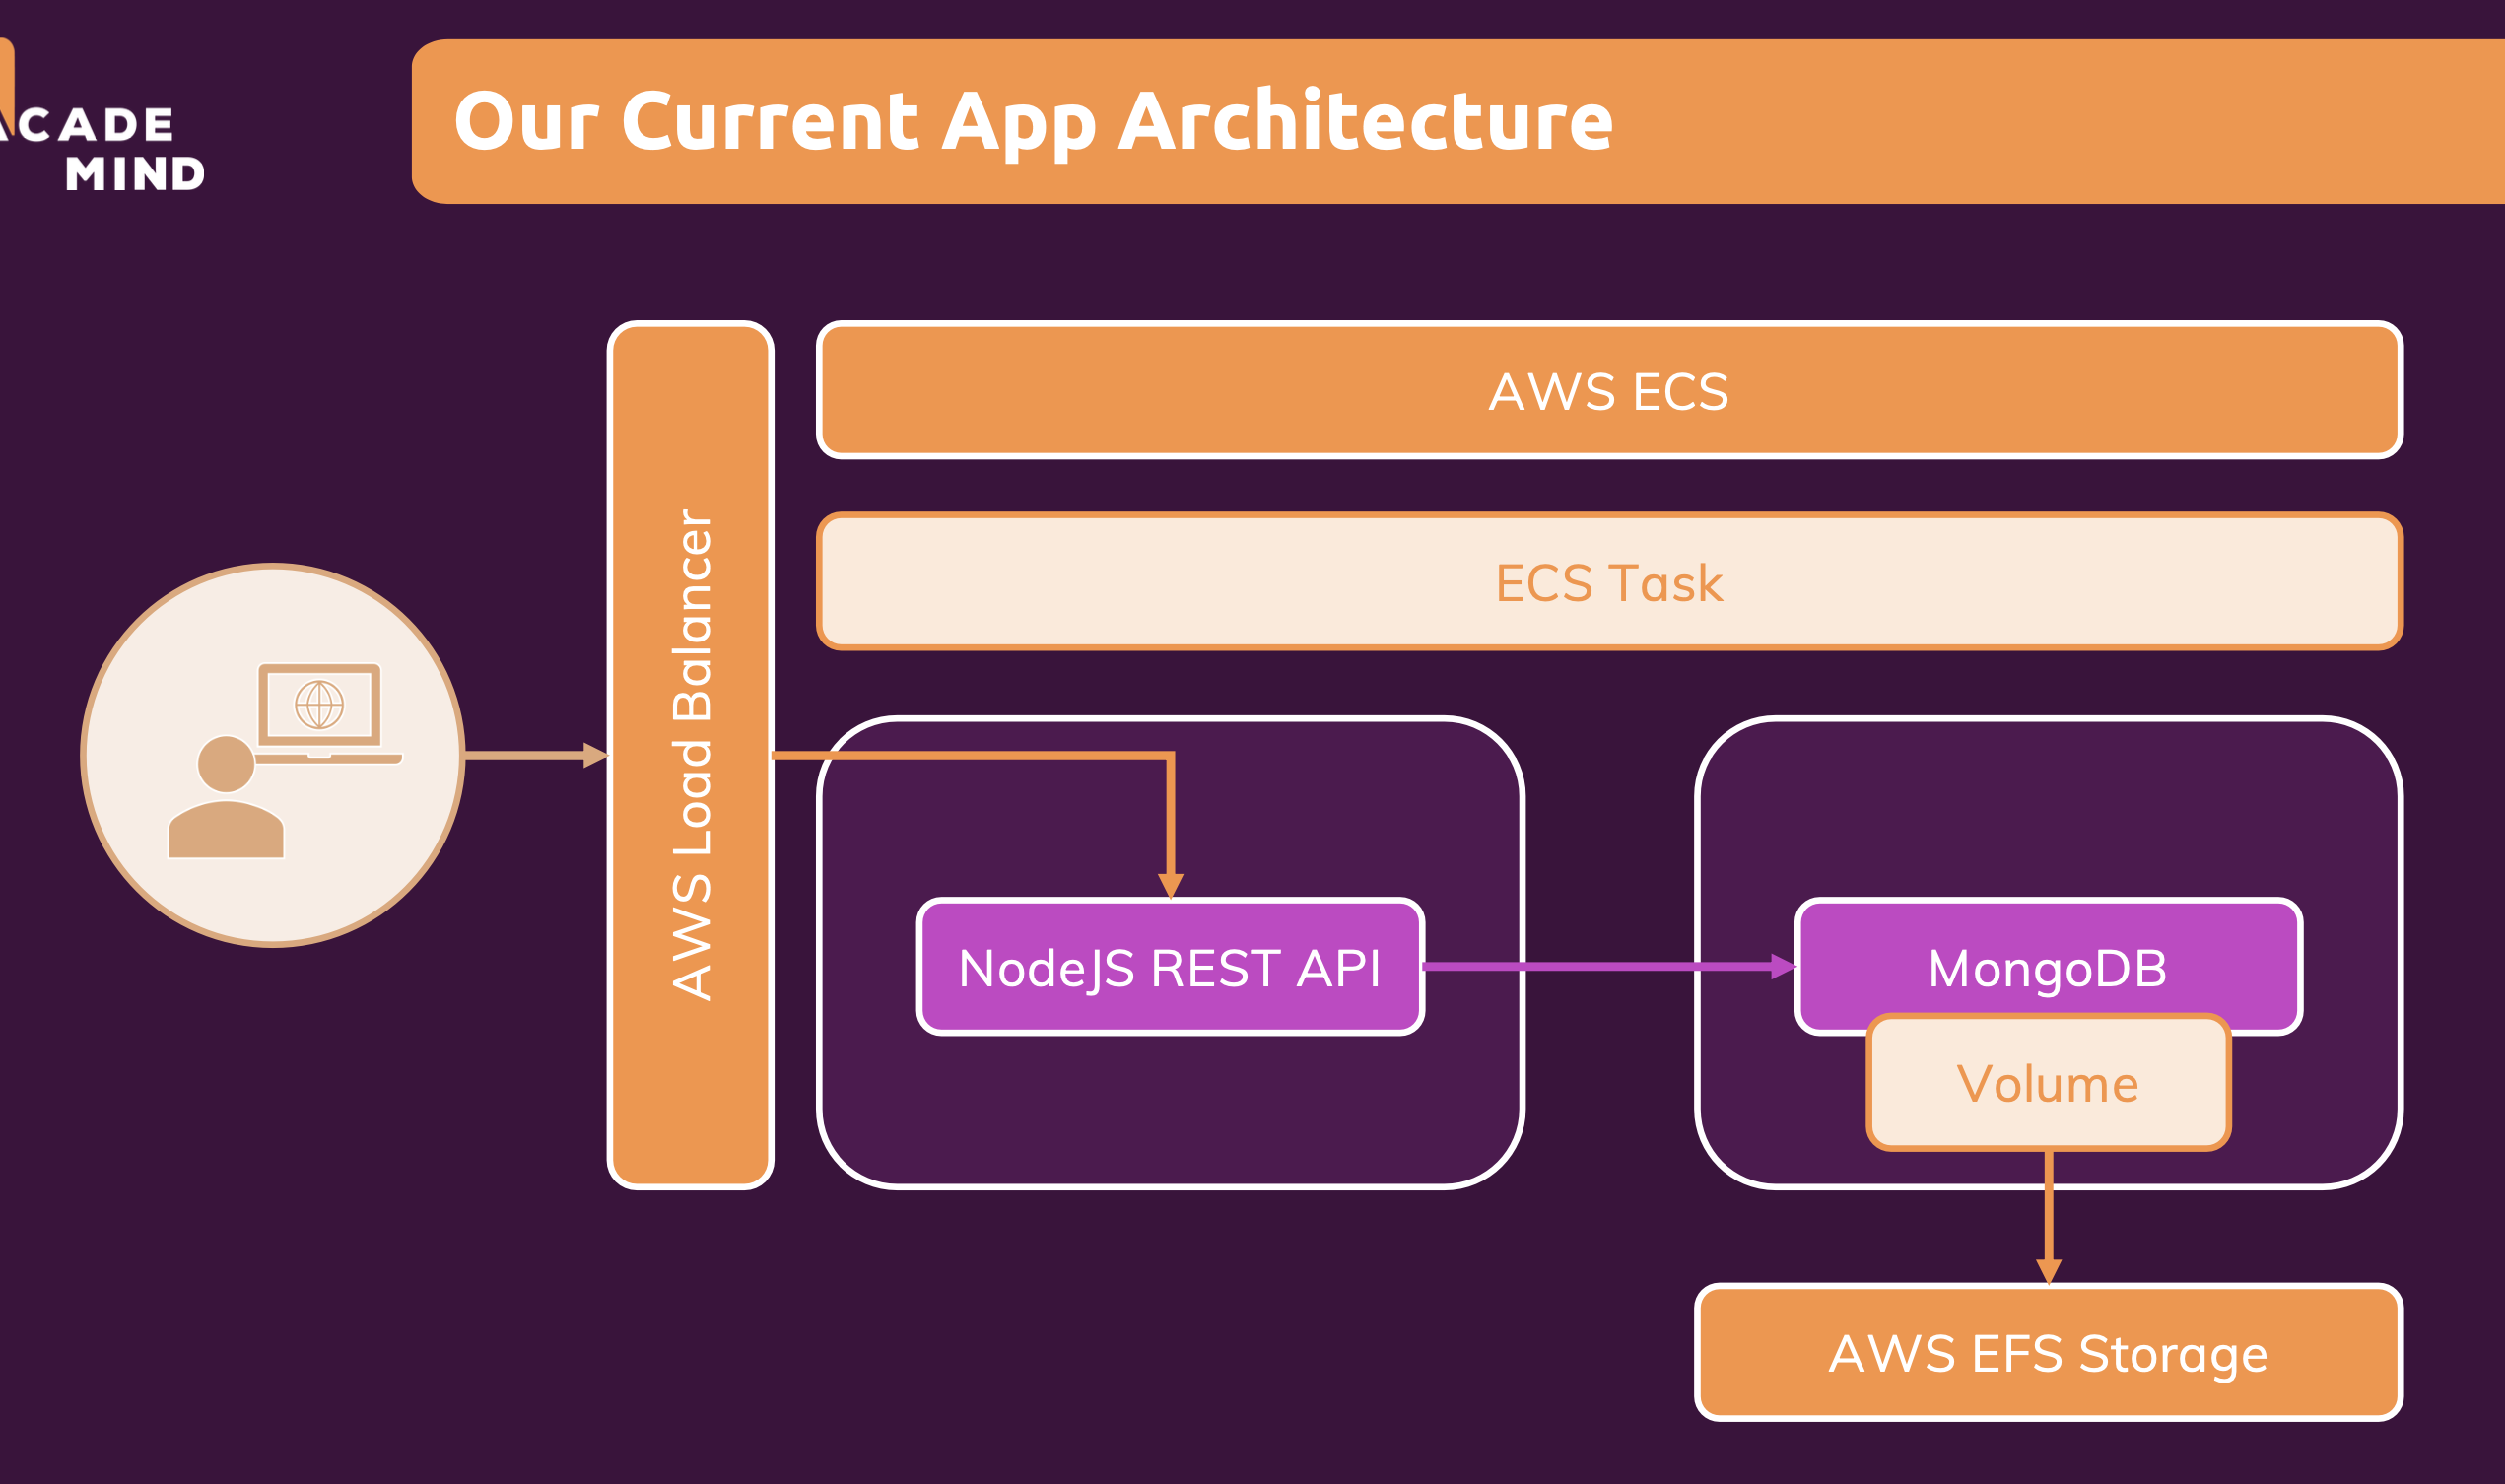 ACADE
MIND
Our Current App Architecture
AWS Load Balancer
AWS ECS
ECS Task
NodeJS REST API
MongoDB
Volume
AWS EFS Storage